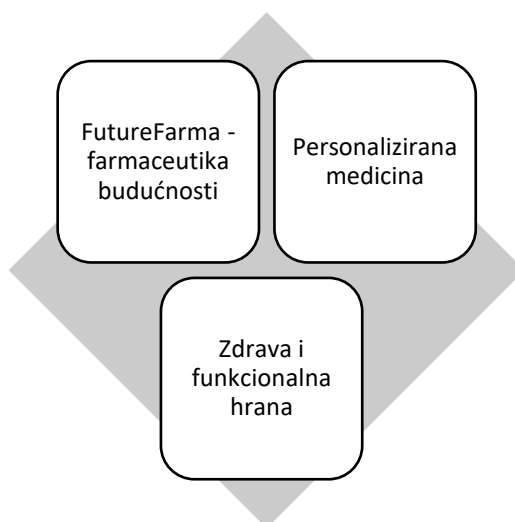 FutureFarma -
farmaceutika
budućnosti
Personalizirana
medicina
Zdrava i
funkcionalna
hrana